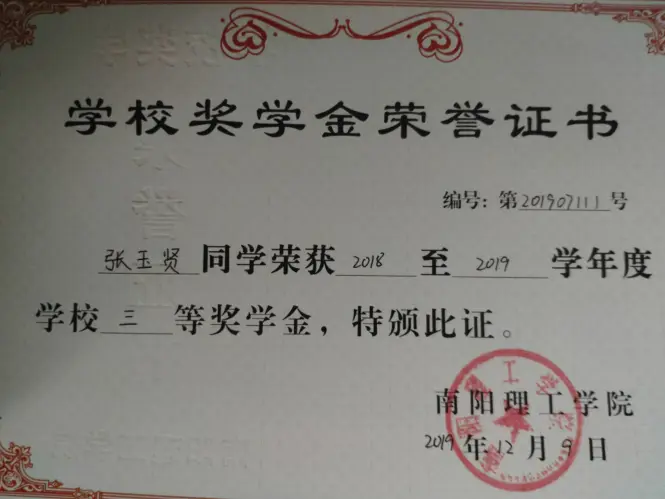 学校奖学金荣誉证书
编号: 第201907111号
张玉贤同学荣获2018至2019学年度
学校三等奖学金，特颁此证。
南阳理工学院
2019年12月9日